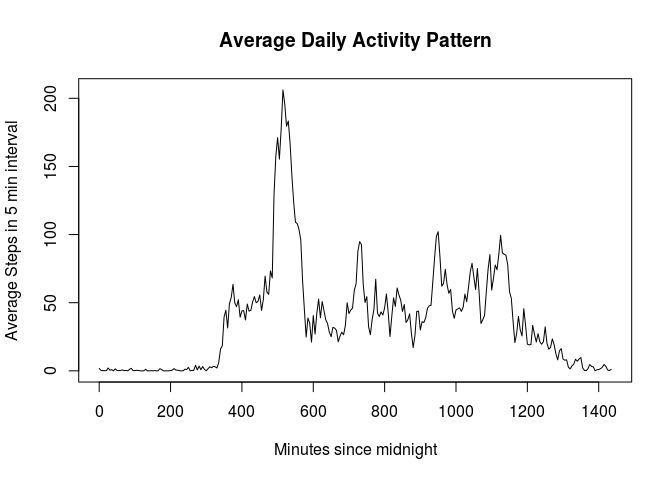 Average Daily Activity Pattern
Average Steps in 5 min interval
200
150
100
50
0
0 200 400 600 800 1000 1200 1400
Minutes since midnight